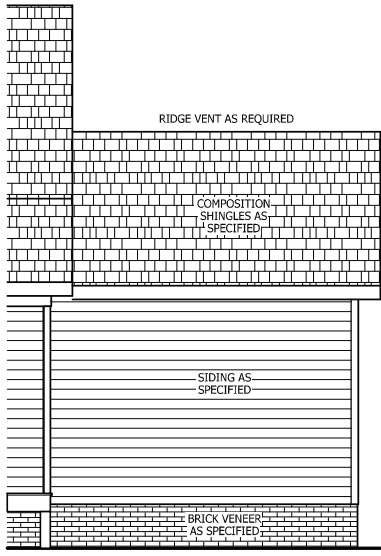 RIDGE VENT AS REQUIRED
COMPOSITION
SHINGLES AS
SPECIFIED
SIDING AS
SPECIFIED
BRICK VENEER
AS SPECIFIED